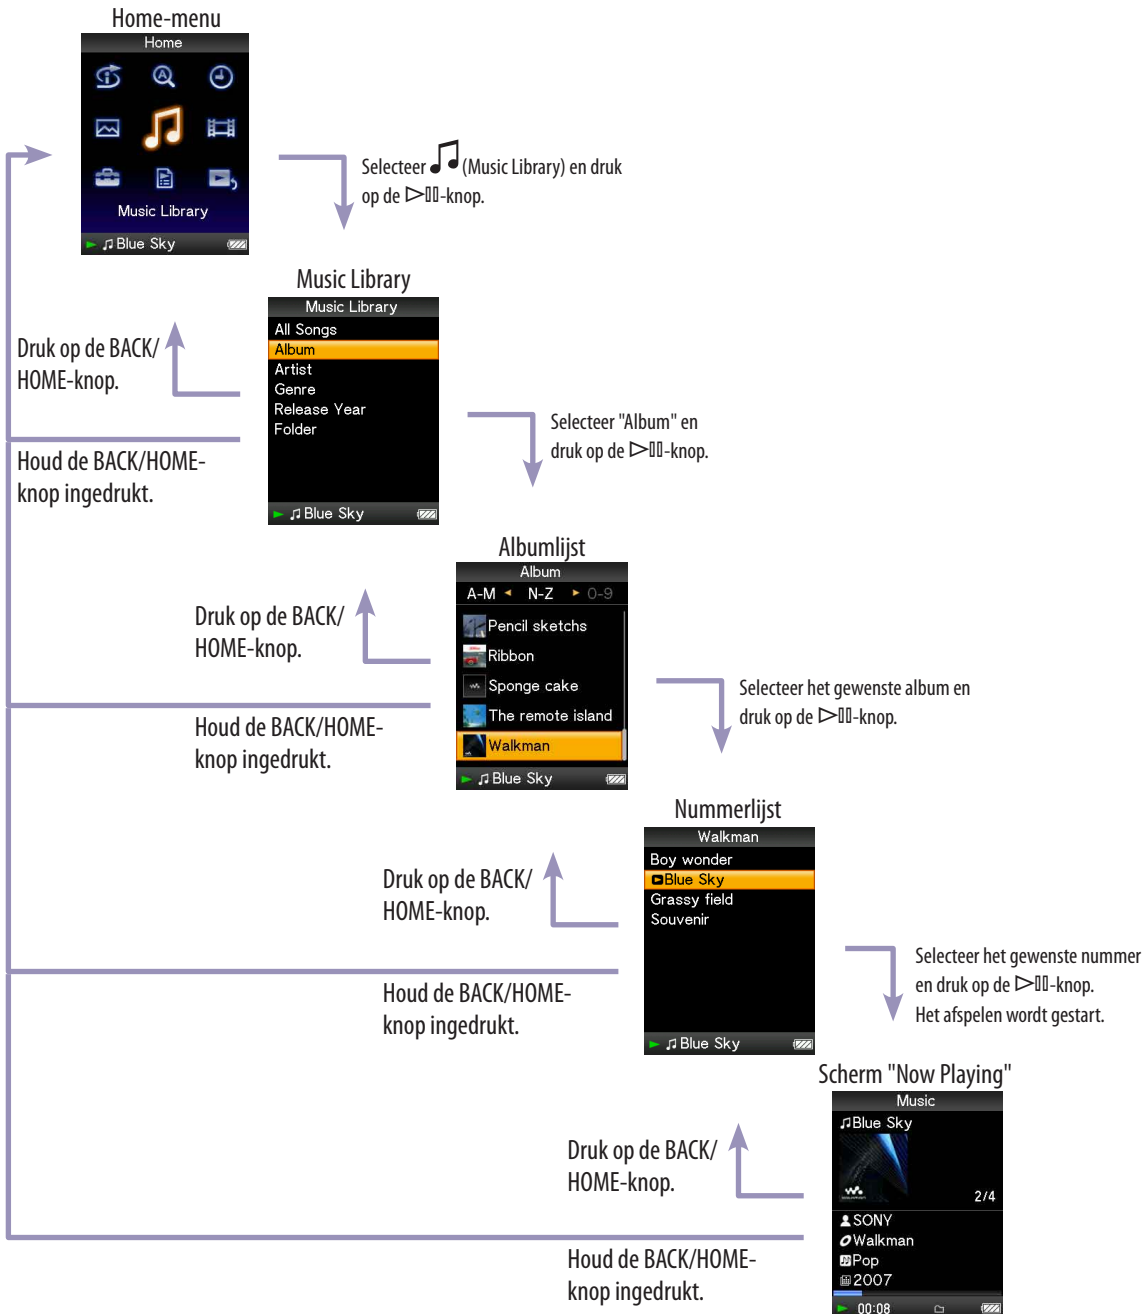 Home-menu
Home
Music Library
Blue Sky
Selecteer (Music Library) en druk
op de -knop.
Music Library
Music Library
All Songs
Album
Artist
Genre
Release Year
Folder
Blue Sky
Druk op de BACK/
HOME-knop.
Houd de BACK/HOME-
knop ingedrukt.
Selecteer "Album" en
druk op de -knop.
Albumlijst
Album
A-M N-Z 0-9
Pencil sketchs
Ribbon
Sponge cake
The remote island
Walkman
Blue Sky
Druk op de BACK/
HOME-knop.
Houd de BACK/HOME-
knop ingedrukt.
Selecteer het gewenste album en
druk op de -knop.
Nummerlijst
Walkman
Boy wonder
Blue Sky
Grassy field
Souvenir
Blue Sky
Druk op de BACK/
HOME-knop.
Houd de BACK/HOME-
knop ingedrukt.
Selecteer het gewenste nummer
en druk op de -knop.
Het afspelen wordt gestart.
Scherm "Now Playing"
Music
Blue Sky
2/4
SONY
Walkman
Pop
2007
00:08
Druk op de BACK/
HOME-knop.
Houd de BACK/HOME-
knop ingedrukt.